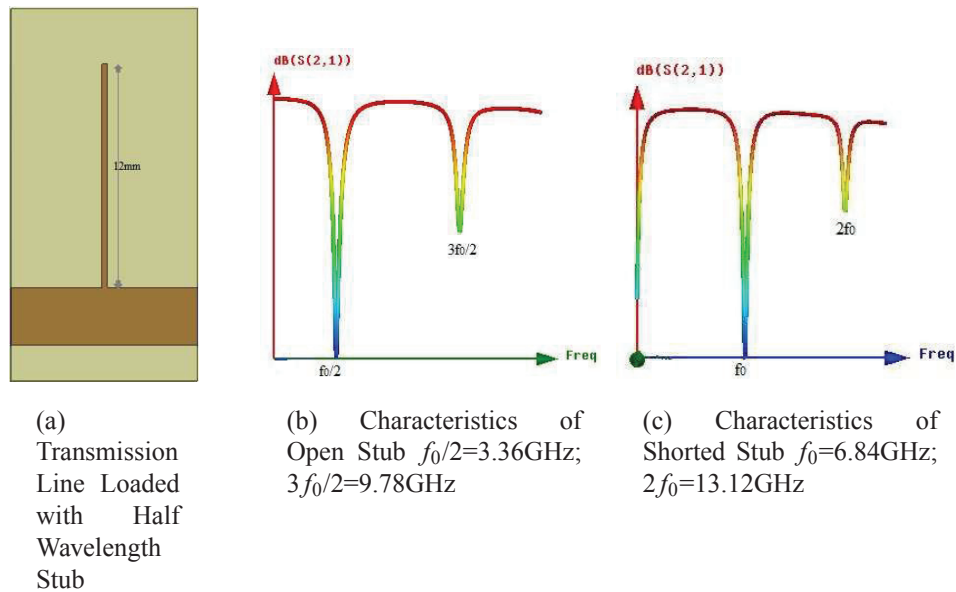 12mm
dB(S(2,1))
3f₀/2
Freq
f₀/2
dB(S(2,1))
2f₀
Freq
f₀
(a)
Transmission
Line Loaded
with Half
Wavelength
Stub
(b) Characteristics of
Open Stub f₀/2=3.36GHz;
3f₀/2=9.78GHz
(c) Characteristics of
Shorted Stub f₀=6.84GHz;
2f₀=13.12GHz